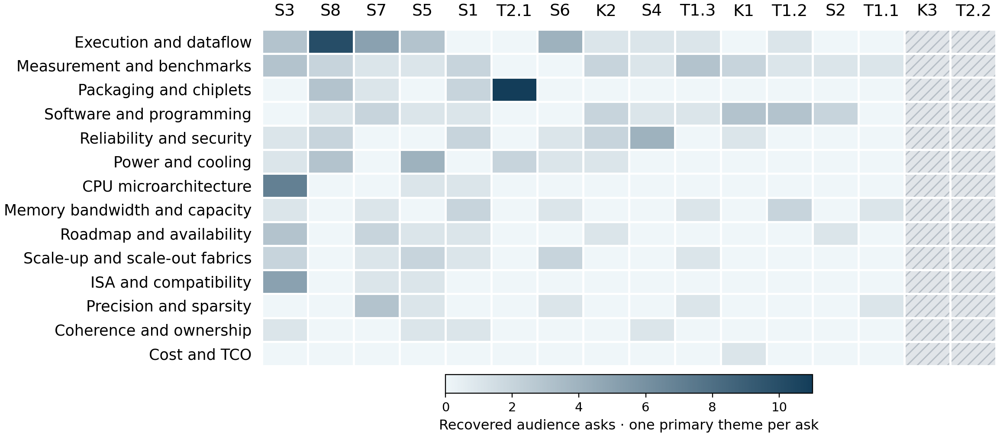 S3 S8 S7 S5 S1 T2.1 S6 K2 S4 T1.3 K1 T1.2 S2 T1.1 K3 T2.2
Execution and dataflow
Measurement and benchmarks
Packaging and chiplets
Software and programming
Reliability and security
Power and cooling
CPU microarchitecture
Memory bandwidth and capacity
Roadmap and availability
Scale-up and scale-out fabrics
ISA and compatibility
Precision and sparsity
Coherence and ownership
Cost and TCO
0 2 4 6 8 10
Recovered audience asks · one primary theme per ask